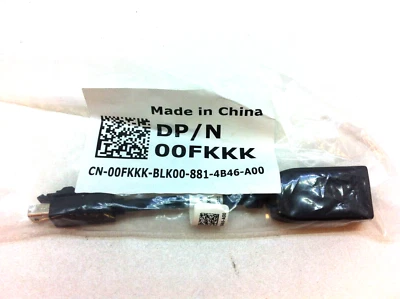 Made in China
DP/N
00FKKK
CN-00FKKK-BLK00-881-4B46-A00